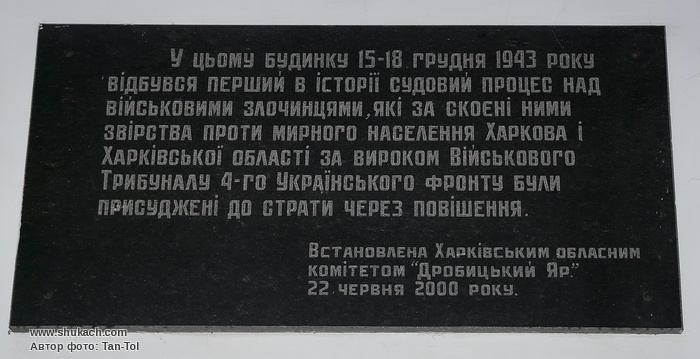 У цьому будинку 15-18 грудня 1943 року
відбувся перший в історії судовий процес над
військовими злочинцями, які за скоєні ними
звірства проти мирного населення Харкова і
Харківської області за вироком Військового
Трибуналу 4-го Українського фронту були
присуджені до страти через повішення.
Встановлена Харківським обласним
комітетом "Дробицький Яр"
22 червня 2000 року.
www.shukach.com
Автор фото: Tan-Tol